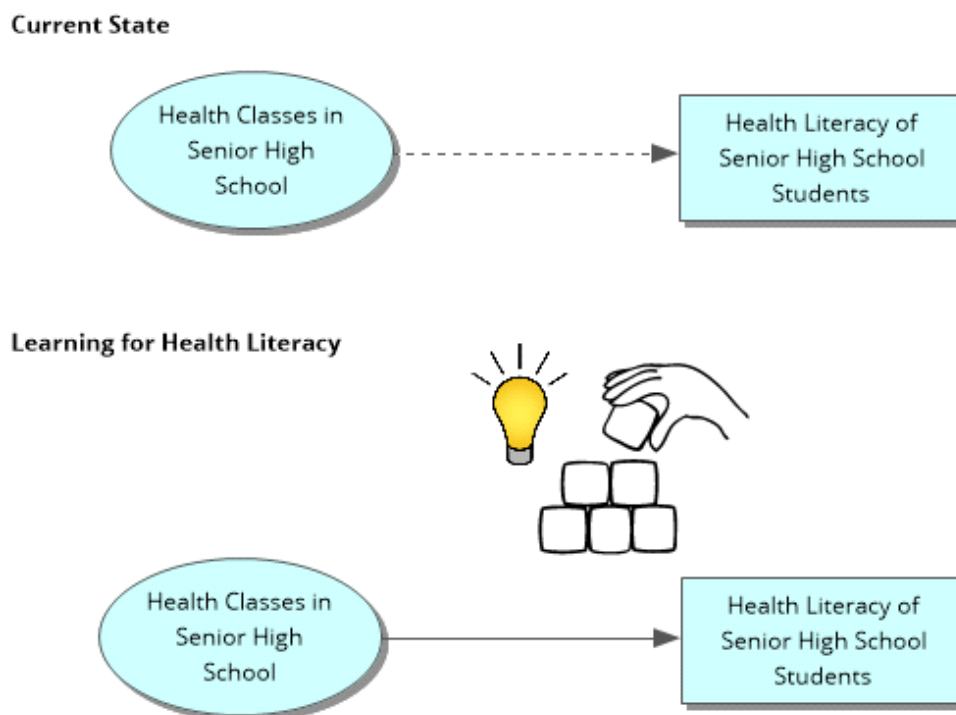 Current State
Health Classes in
Senior High
School
Health Literacy of
Senior High School
Students
Learning for Health Literacy
Health Classes in
Senior High
School
Health Literacy of
Senior High School
Students